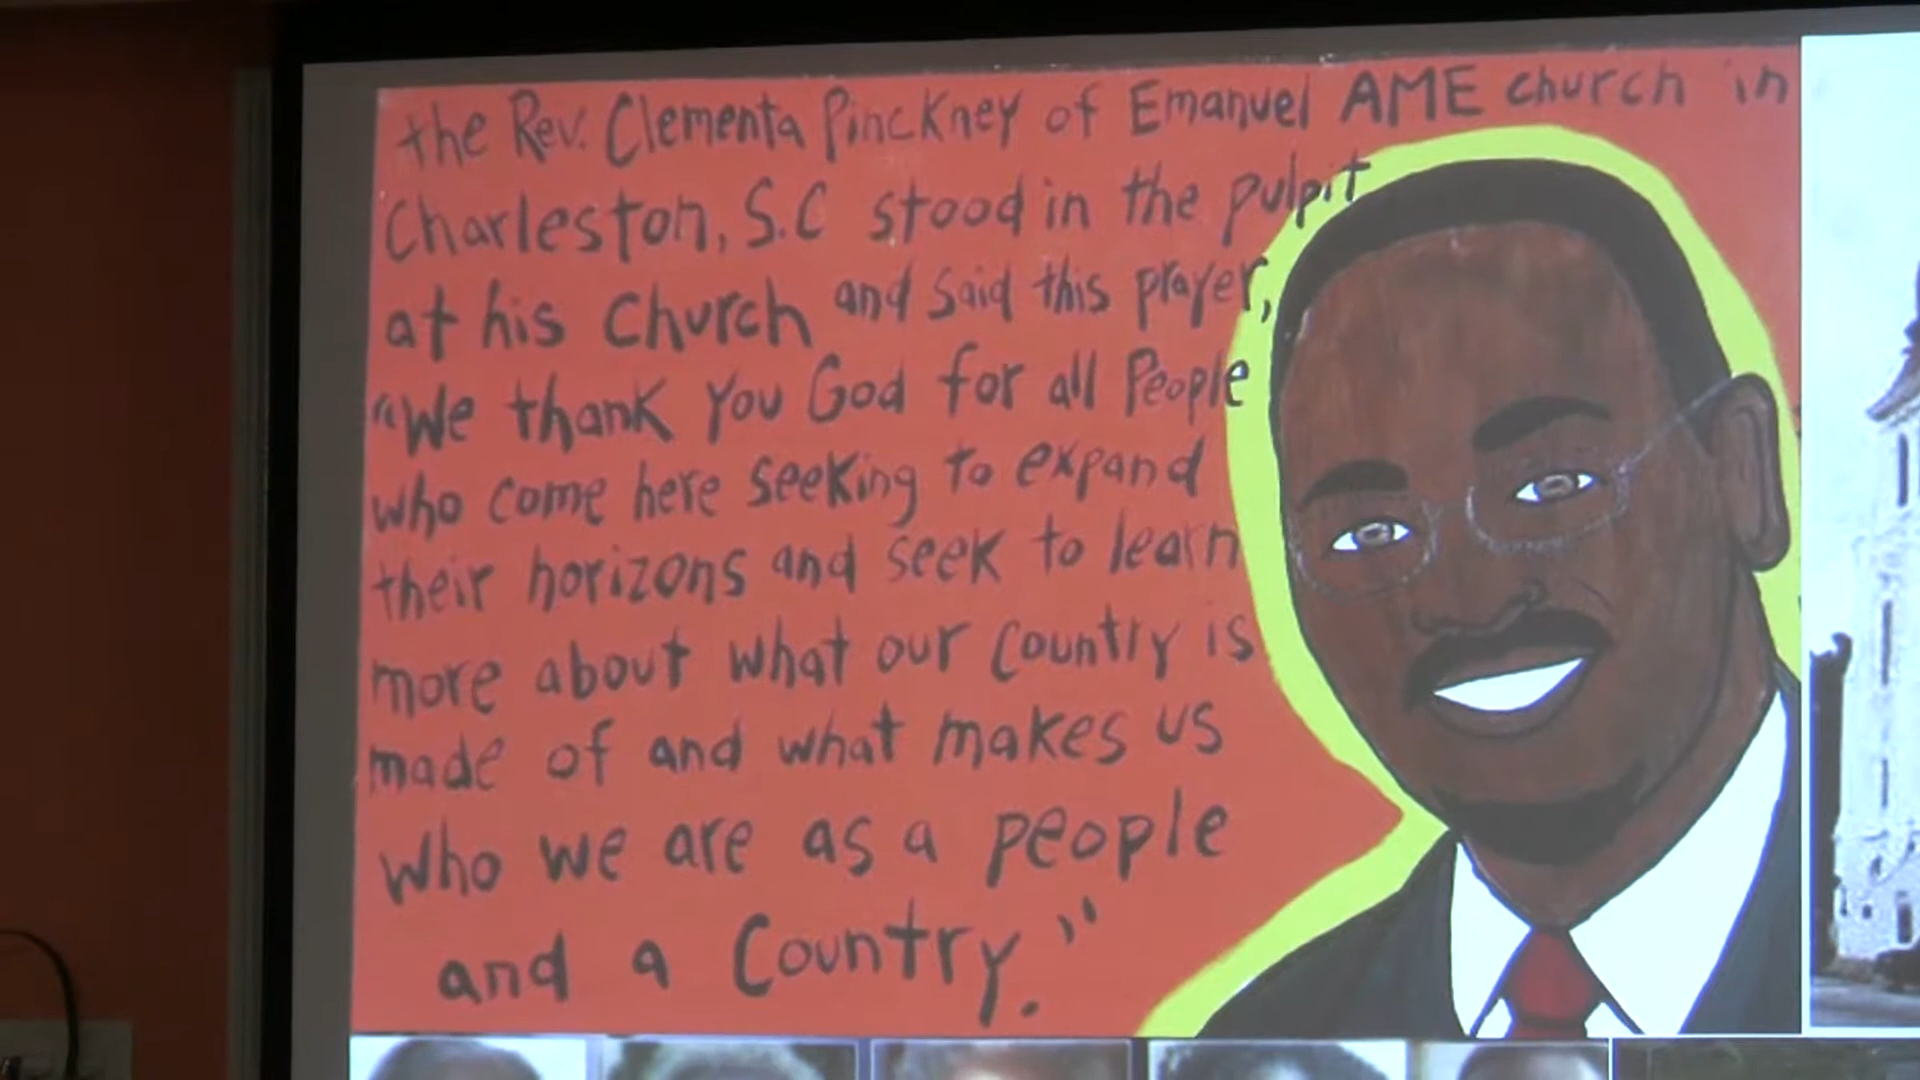 the Rev. Clementa Pinckney of Emanuel AME church in
Charleston, S.C stood in the pulpit
at his Church and said this prayer,
"We thank you God for all People
who come here seeking to expand
their horizons and seek to learn
more about what our Country is
made of and what makes us
who we are as a people
and a Country."